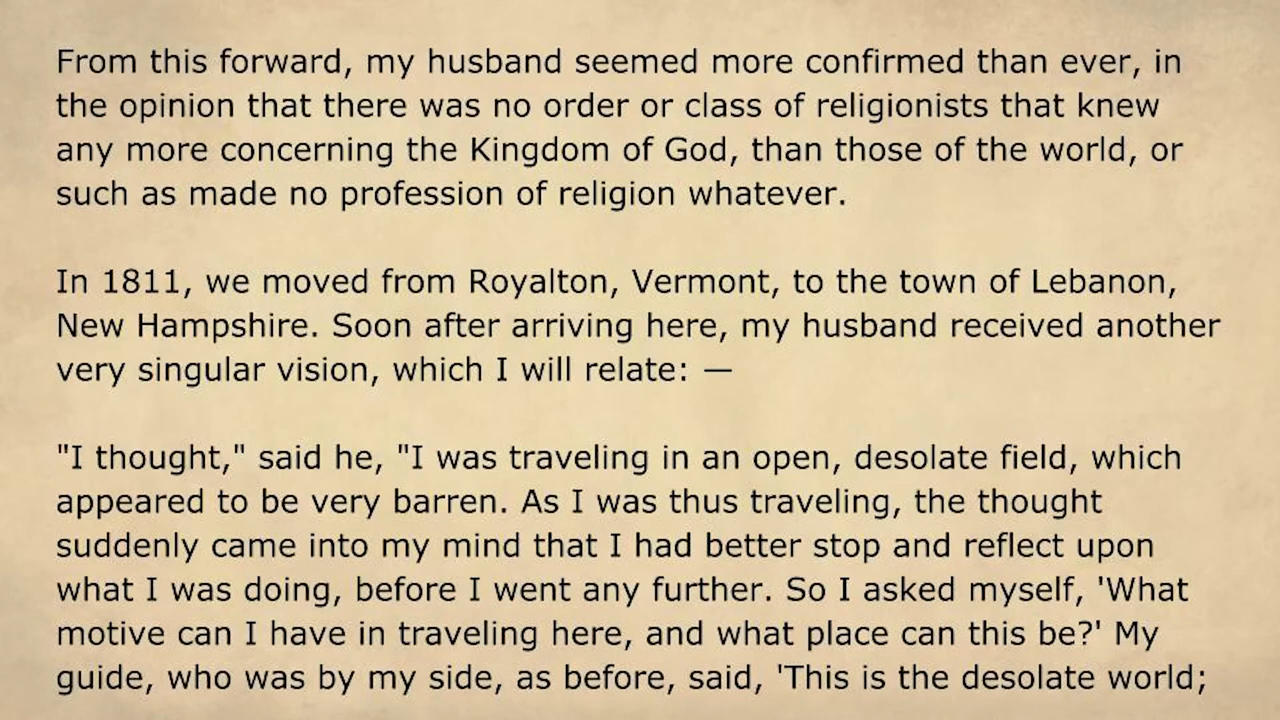 From this forward, my husband seemed more confirmed than ever, in
the opinion that there was no order or class of religionists that knew
any more concerning the Kingdom of God, than those of the world, or
such as made no profession of religion whatever.
In 1811, we moved from Royalton, Vermont, to the town of Lebanon,
New Hampshire. Soon after arriving here, my husband received another
very singular vision, which I will relate: —
"I thought," said he, "I was traveling in an open, desolate field, which
appeared to be very barren. As I was thus traveling, the thought
suddenly came into my mind that I had better stop and reflect upon
what I was doing, before I went any further. So I asked myself, 'What
motive can I have in traveling here, and what place can this be?' My
guide, who was by my side, as before, said, 'This is the desolate world;